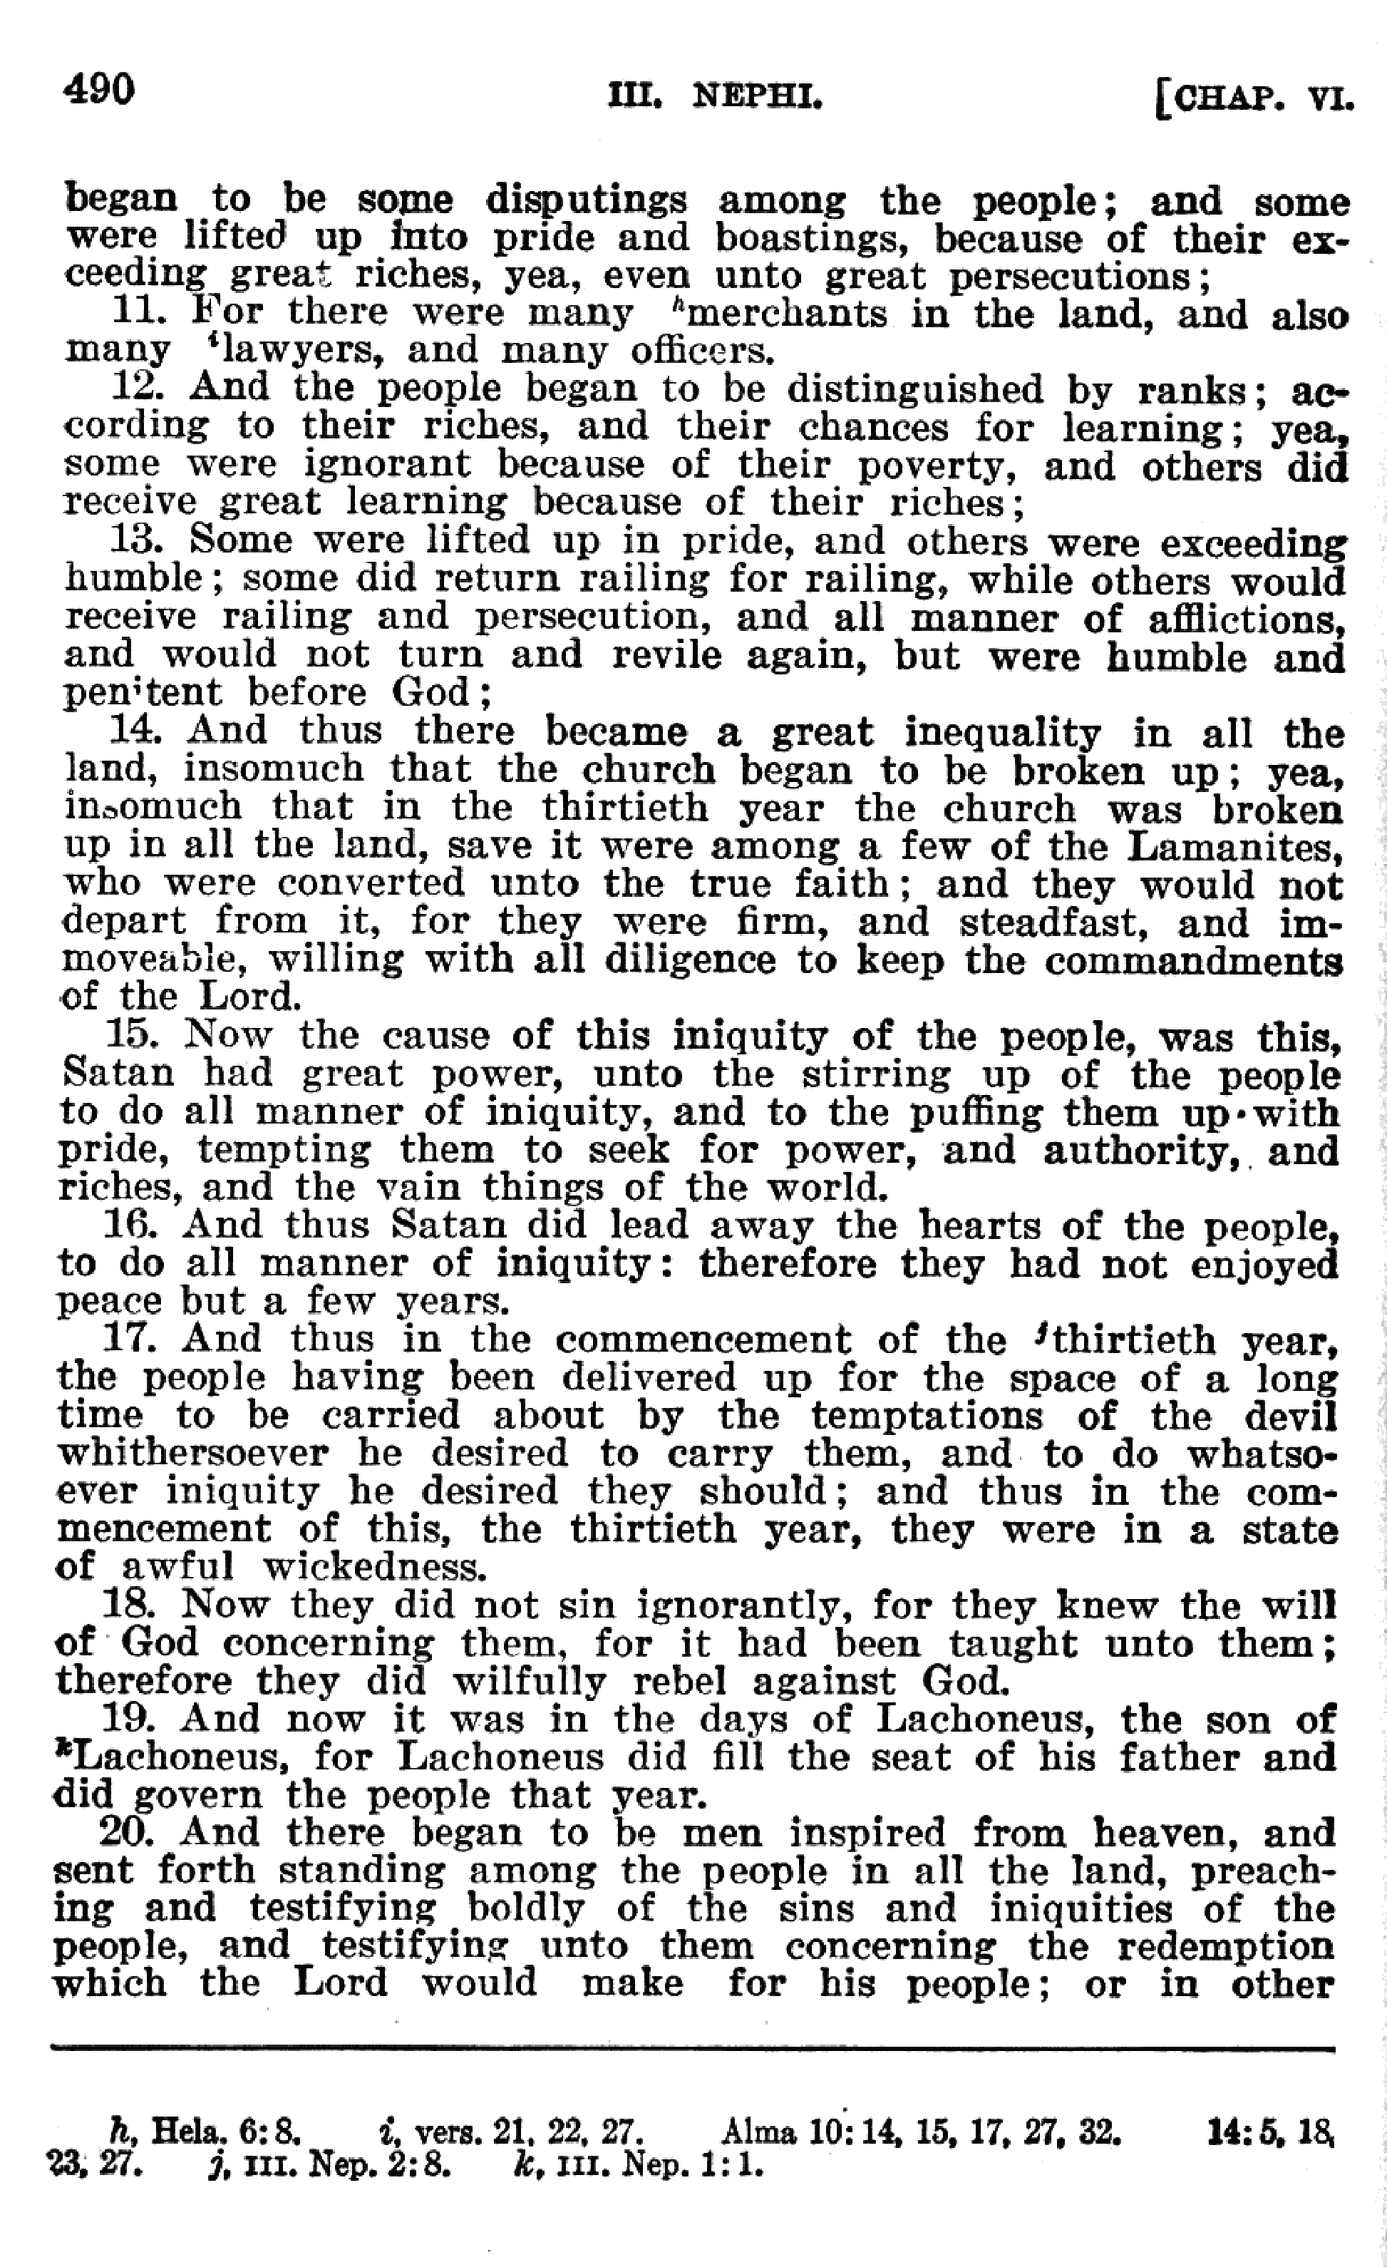 490 III. NEPHI. [CHAP. VI.
began to be some disputings among the people; and some
were lifted up into pride and boastings, because of their ex-
ceeding great riches, yea, even unto great persecutions;
11. For there were many hmerchants in the land, and also
many ilawyers, and many officers.
12. And the people began to be distinguished by ranks; ac-
cording to their riches, and their chances for learning; yea,
some were ignorant because of their poverty, and others did
receive great learning because of their riches;
13. Some were lifted up in pride, and others were exceeding
humble; some did return railing for railing, while others would
receive railing and persecution, and all manner of afflictions,
and would not turn and revile again, but were humble and
penitent before God;
14. And thus there became a great inequality in all the
land, insomuch that the church began to be broken up; yea,
insomuch that in the thirtieth year the church was broken
up in all the land, save it were among a few of the Lamanites,
who were converted unto the true faith; and they would not
depart from it, for they were firm, and steadfast, and im-
moveable, willing with all diligence to keep the commandments
of the Lord.
15. Now the cause of this iniquity of the people, was this,
Satan had great power, unto the stirring up of the people
to do all manner of iniquity, and to the puffing them up with
pride, tempting them to seek for power, and authority, and
riches, and the vain things of the world.
16. And thus Satan did lead away the hearts of the people,
to do all manner of iniquity: therefore they had not enjoyed
peace but a few years.
17. And thus in the commencement of the jthirtieth year,
the people having been delivered up for the space of a long
time to be carried about by the temptations of the devil
whithersoever he desired to carry them, and to do whatso-
ever iniquity he desired they should; and thus in the com-
mencement of this, the thirtieth year, they were in a state
of awful wickedness.
18. Now they did not sin ignorantly, for they knew the will
of God concerning them, for it had been taught unto them;
therefore they did wilfully rebel against God.
19. And now it was in the days of Lachoneus, the son of
kLachoneus, for Lachoneus did fill the seat of his father and
did govern the people that year.
20. And there began to be men inspired from heaven, and
sent forth standing among the people in all the land, preach-
ing and testifying boldly of the sins and iniquities of the
people, and testifying unto them concerning the redemption
which the Lord would make for his people; or in other
h, Hela. 6:8. i, vers. 21, 22, 27. Alma 10:14, 15, 17, 27, 32. 14:5, 18,
23, 27. j, III. Nep. 2:8. k, III. Nep. 1:1.